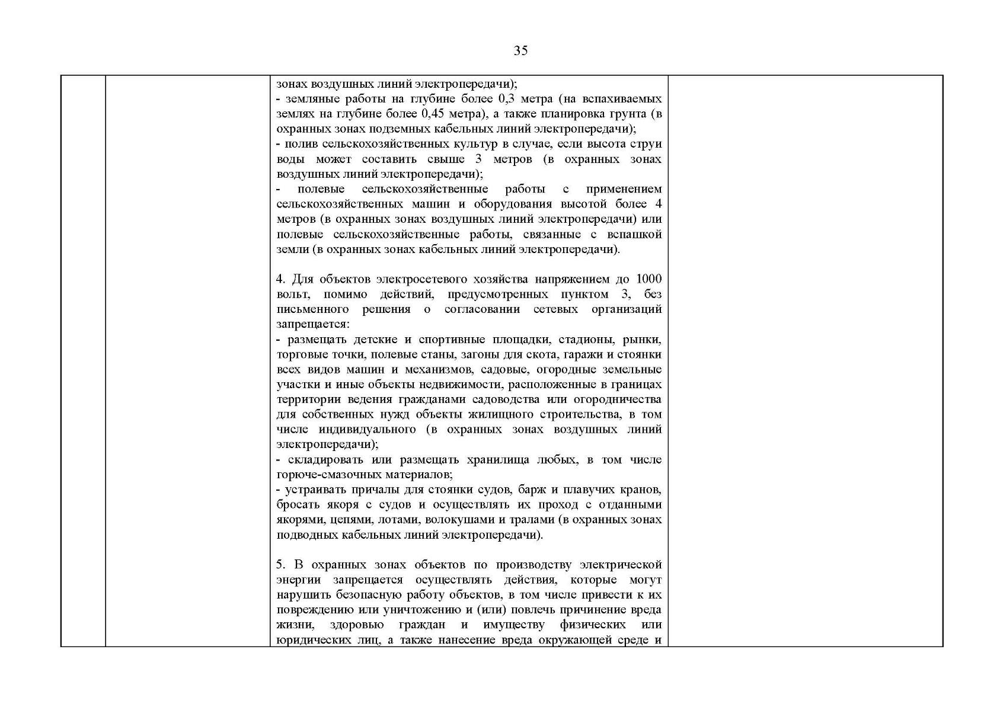 35
зонах воздушных линий электропередачи);
- земляные работы на глубине более 0,3 метра (на вспахиваемых
землях на глубине более 0,45 метра), а также планировка грунта (в
охранных зонах подземных кабельных линий электропередачи);
- полив сельскохозяйственных культур в случае, если высота струи
воды может составить свыше 3 метров (в охранных зонах
воздушных линий электропередачи);
- полевые сельскохозяйственные работы с применением
сельскохозяйственных машин и оборудования высотой более 4
метров (в охранных зонах воздушных линий электропередачи) или
полевые сельскохозяйственные работы, связанные с вспашкой
земли (в охранных зонах кабельных линий электропередачи).
4. Для объектов электросетевого хозяйства напряжением до 1000
вольт, помимо действий, предусмотренных пунктом 3, без
письменного решения о согласовании сетевых организаций
запрещается:
- размещать детские и спортивные площадки, стадионы, рынки,
торговые точки, полевые станы, загоны для скота, гаражи и стоянки
всех видов машин и механизмов, садовые, огородные земельные
участки и иные объекты недвижимости, расположенные в границах
территории ведения гражданами садоводства или огородничества
для собственных нужд объекты жилищного строительства, в том
числе индивидуального (в охранных зонах воздушных линий
электропередачи);
- складировать или размещать хранилища любых, в том числе
горюче-смазочных материалов;
- устраивать причалы для стоянки судов, барж и плавучих кранов,
бросать якоря с судов и осуществлять их проход с отданными
якорями, цепями, лотами, волокушами и тралами (в охранных зонах
подводных кабельных линий электропередачи).
5. В охранных зонах объектов по производству электрической
энергии запрещается осуществлять действия, которые могут
нарушить безопасную работу объектов, в том числе привести к их
повреждению или уничтожению и (или) повлечь причинение вреда
жизни, здоровью граждан и имуществу физических или
юридических лиц, а также нанесение вреда окружающей среде и